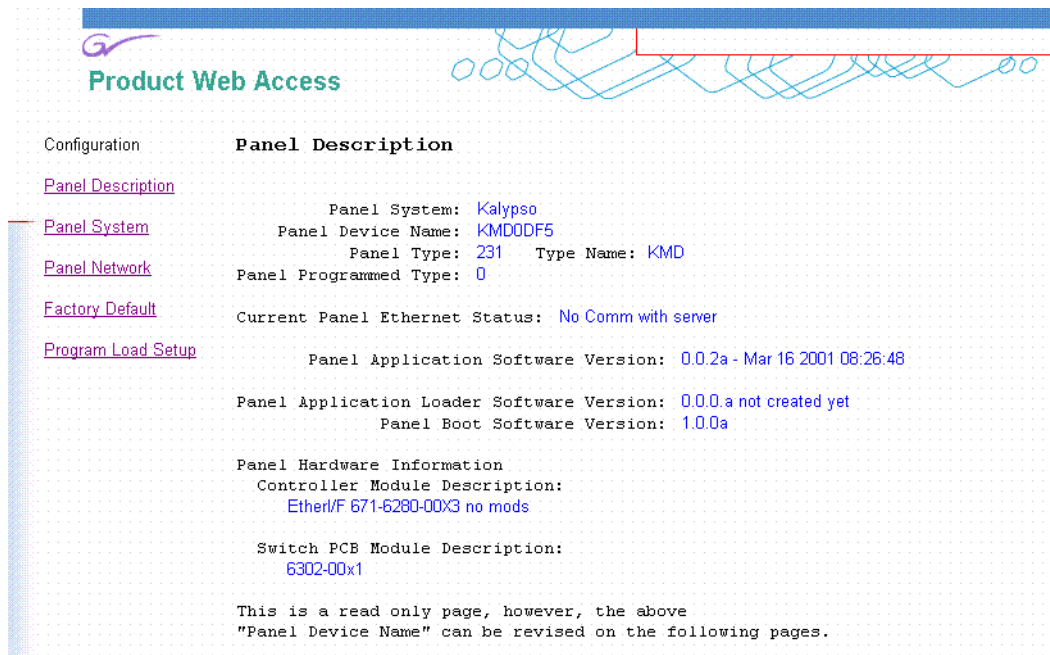 GV
Product Web Access
Configuration
Panel Description
Panel System
Panel Network
Factory Default
Program Load Setup
Panel Description
Panel System: Kalypso
Panel Device Name: KMD0DF5
Panel Type: 231 Type Name: KMD
Panel Programmed Type: 0
Current Panel Ethernet Status: No Comm with server
Panel Application Software Version: 0.0.2a - Mar 16 2001 08:26:48
Panel Application Loader Software Version: 0.0.0.a not created yet
Panel Boot Software Version: 1.0.0a
Panel Hardware Information
Controller Module Description:
EtherI/F 671-6280-00X3 no mods
Switch PCB Module Description:
6302-00x1
This is a read only page, however, the above
"Panel Device Name" can be revised on the following pages.